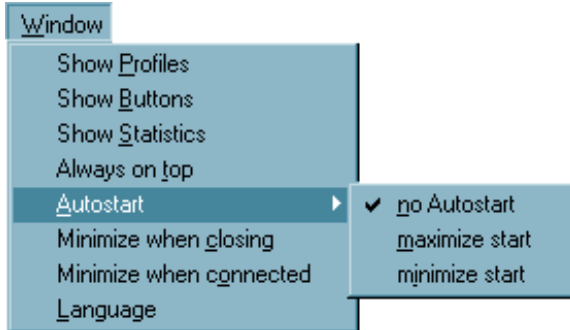 Window
Show Profiles
Show Buttons
Show Statistics
Always on top
Autostart
no Autostart
maximize start
minimize start
Minimize when closing
Minimize when connected
Language